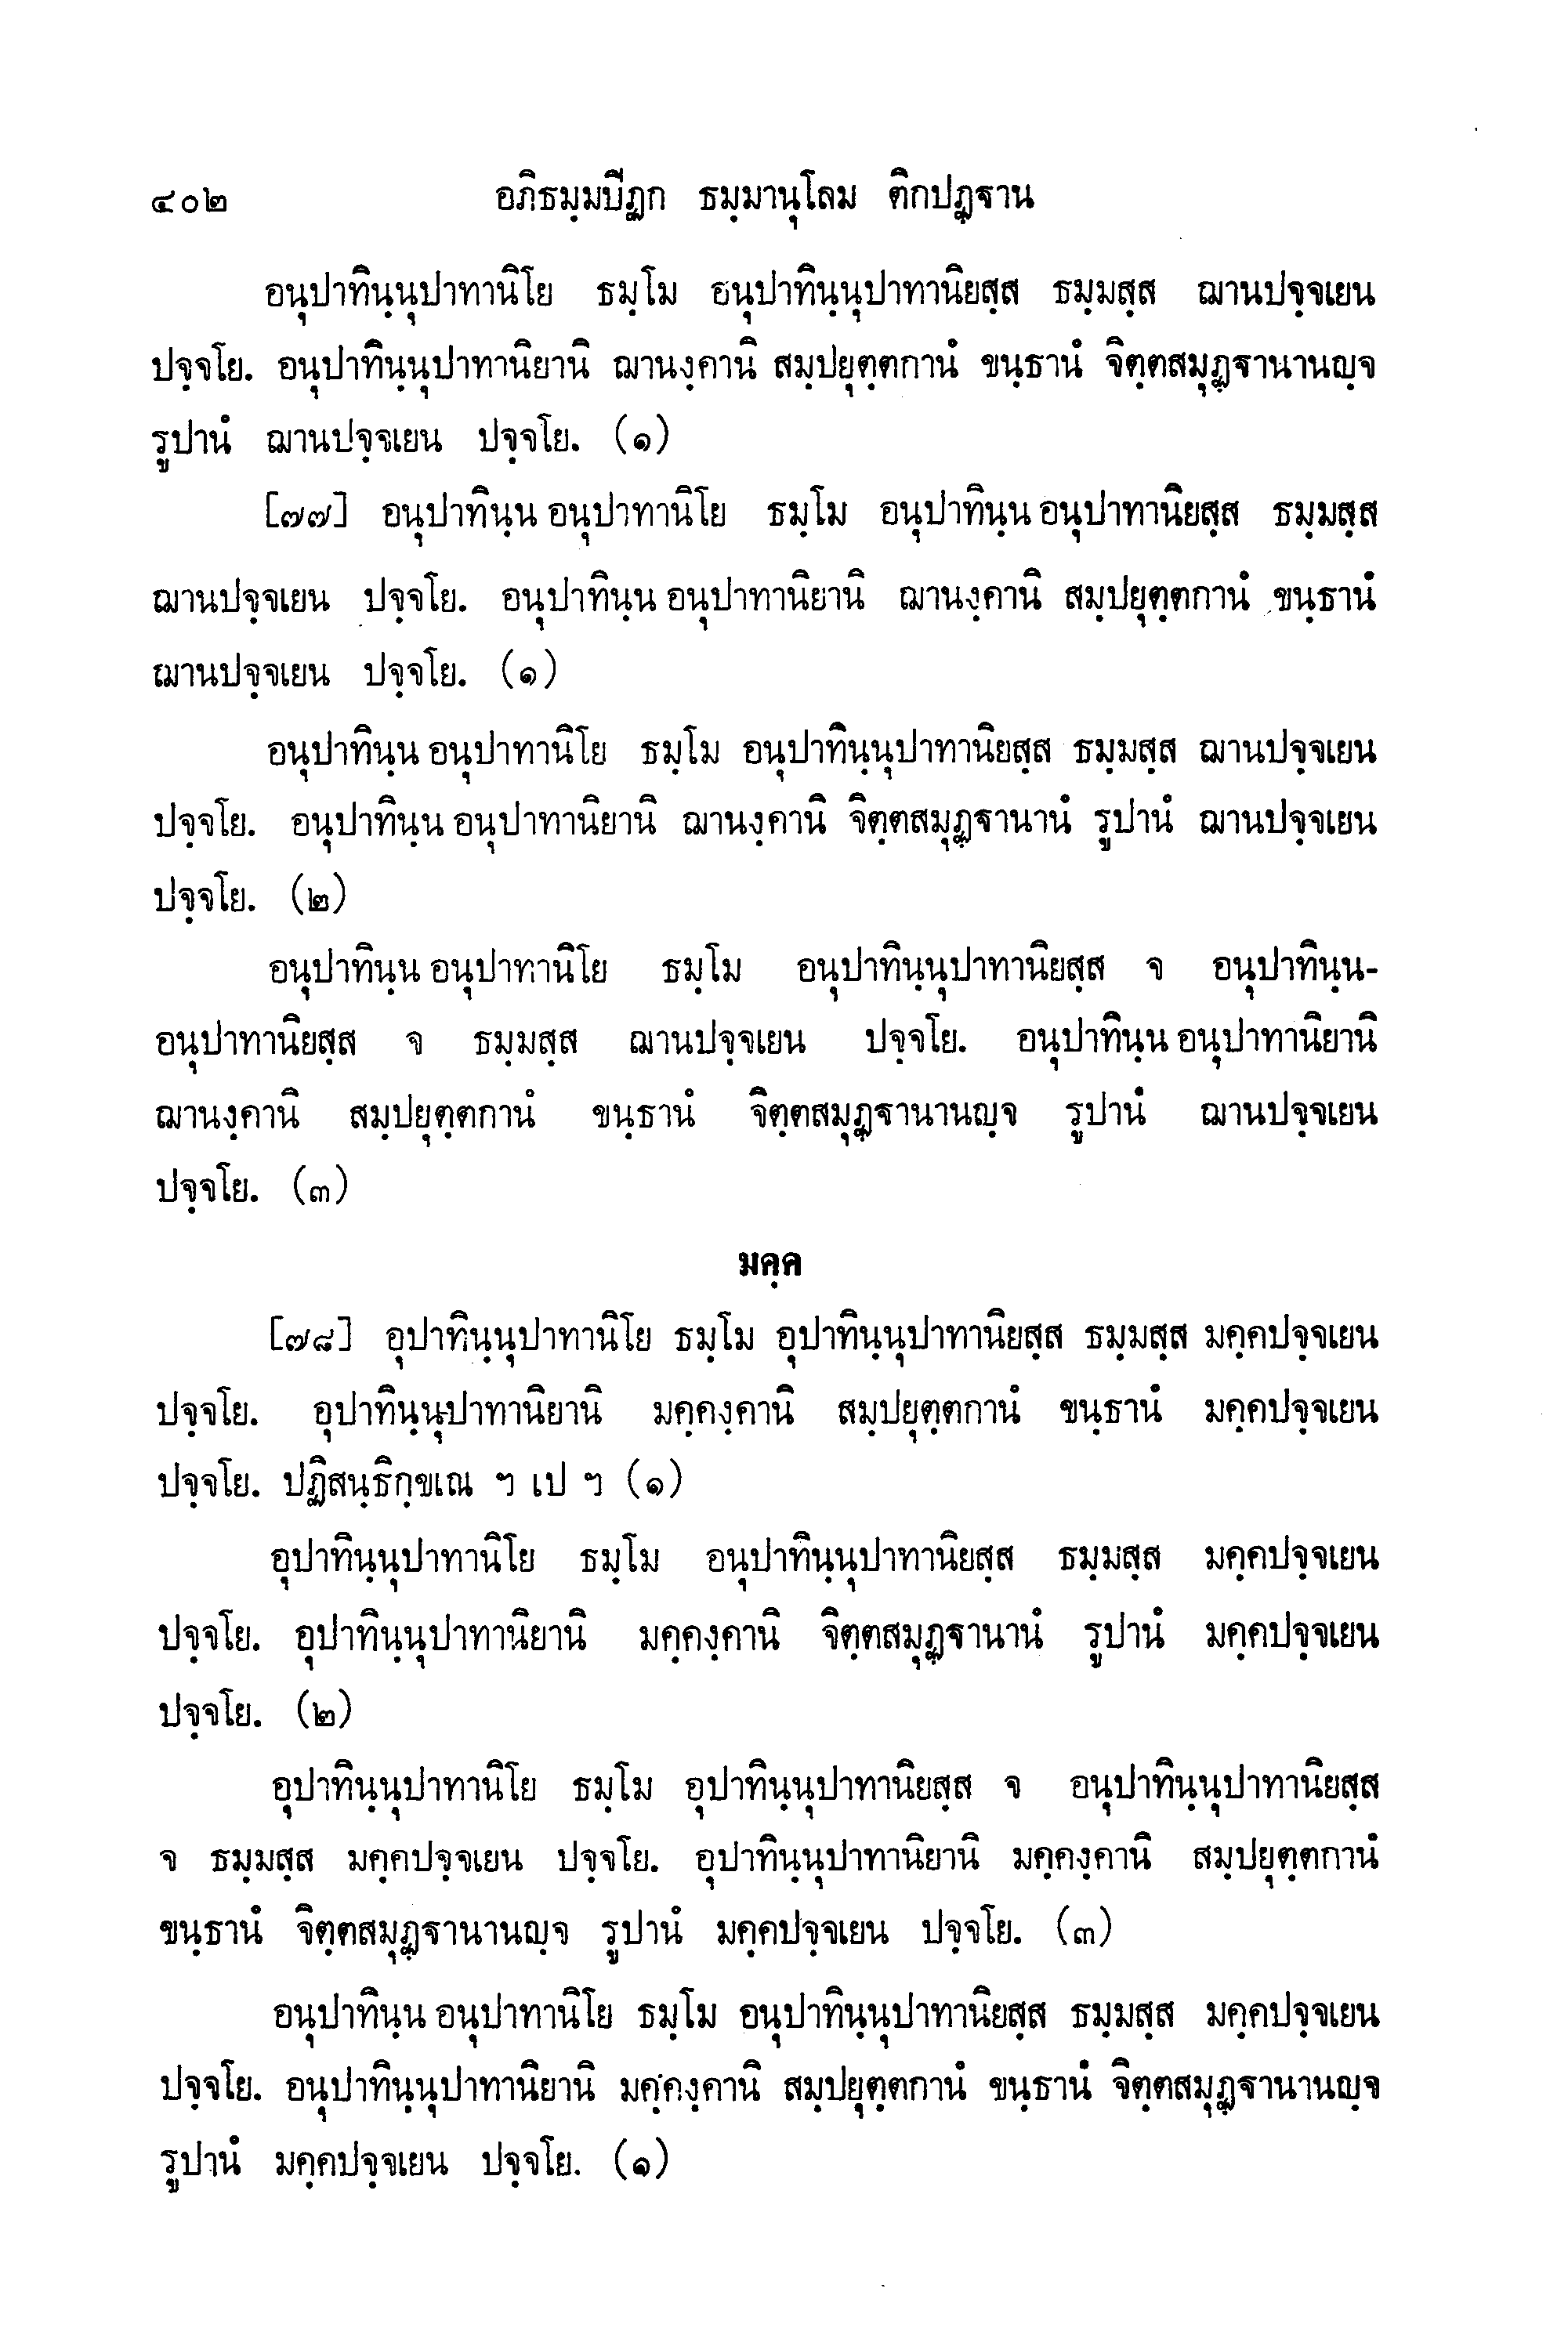 ๔๐๒ อภิธมฺมปีฏก ธมฺมานุโลม ติกปฏฺฐาน
อนุปาทินฺนุปาทานิโย ธมฺโม อนุปาทินฺนุปาทานิยสฺส ธมฺมสฺส ฌานปจฺจเยน
ปจฺจโย. อนุปาทินฺนุปาทานิยานิ ฌานงฺคานิ สมฺปยุตฺตกานํ ขนฺธานํ จิตฺตสมุฏฺฐานานญฺจ
รูปานํ ฌานปจฺจเยน ปจฺจโย. (๑)
[๗๗] อนุปาทินฺน อนุปาทานิโย ธมฺโม อนุปาทินฺน อนุปาทานิยสฺส ธมฺมสฺส
ฌานปจฺจเยน ปจฺจโย. อนุปาทินฺน อนุปาทานิยานิ ฌานงฺคานิ สมฺปยุตฺตกานํ ขนฺธานํ
ฌานปจฺจเยน ปจฺจโย. (๑)
อนุปาทินฺน อนุปาทานิโย ธมฺโม อนุปาทินฺนุปาทานิยสฺส ธมฺมสฺส ฌานปจฺจเยน
ปจฺจโย. อนุปาทินฺน อนุปาทานิยานิ ฌานงฺคานิ จิตฺตสมุฏฺฐานานํ รูปานํ ฌานปจฺจเยน
ปจฺจโย. (๒)
อนุปาทินฺน อนุปาทานิโย ธมฺโม อนุปาทินฺนุปาทานิยสฺส จ อนุปาทินฺน-
อนุปาทานิยสฺส จ ธมฺมสฺส ฌานปจฺจเยน ปจฺจโย. อนุปาทินฺน อนุปาทานิยานิ
ฌานงฺคานิ สมฺปยุตฺตกานํ ขนฺธานํ จิตฺตสมุฏฺฐานานญฺจ รูปานํ ฌานปจฺจเยน
ปจฺจโย. (๓)
มคฺค
[๗๘] อุปาทินฺนุปาทานิโย ธมฺโม อุปาทินฺนุปาทานิยสฺส ธมฺมสฺส มคฺคปจฺจเยน
ปจฺจโย. อุปาทินฺนุปาทานิยานิ มคฺคงฺคานิ สมฺปยุตฺตกานํ ขนฺธานํ มคฺคปจฺจเยน
ปจฺจโย. ปฏิสนฺธิกฺขเณ ฯ เป ฯ (๑)
อุปาทินฺนุปาทานิโย ธมฺโม อนุปาทินฺนุปาทานิยสฺส ธมฺมสฺส มคฺคปจฺจเยน
ปจฺจโย. อุปาทินฺนุปาทานิยานิ มคฺคงฺคานิ จิตฺตสมุฏฺฐานานํ รูปานํ มคฺคปจฺจเยน
ปจฺจโย. (๒)
อุปาทินฺนุปาทานิโย ธมฺโม อุปาทินฺนุปาทานิยสฺส จ อนุปาทินฺนุปาทานิยสฺส
จ ธมฺมสฺส มคฺคปจฺจเยน ปจฺจโย. อุปาทินฺนุปาทานิยานิ มคฺคงฺคานิ สมฺปยุตฺตกานํ
ขนฺธานํ จิตฺตสมุฏฺฐานานญฺจ รูปานํ มคฺคปจฺจเยน ปจฺจโย. (๓)
อนุปาทินฺน อนุปาทานิโย ธมฺโม อนุปาทินฺนุปาทานิยสฺส ธมฺมสฺส มคฺคปจฺจเยน
ปจฺจโย. อนุปาทินฺนุปาทานิยานิ มคฺคงฺคานิ สมฺปยุตฺตกานํ ขนฺธานํ จิตฺตสมุฏฺฐานานญฺจ
รูปานํ มคฺคปจฺจเยน ปจฺจโย. (๑)